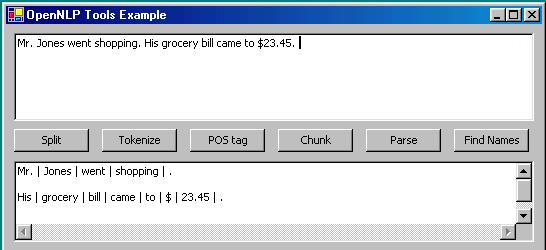 OpenNLP Tools Example
Mr. Jones went shopping. His grocery bill came to $23.45.
Split Tokenize POS tag Chunk Parse Find Names
Mr. | Jones | went | shopping | .
His | grocery | bill | came | to | $ | 23.45 | .